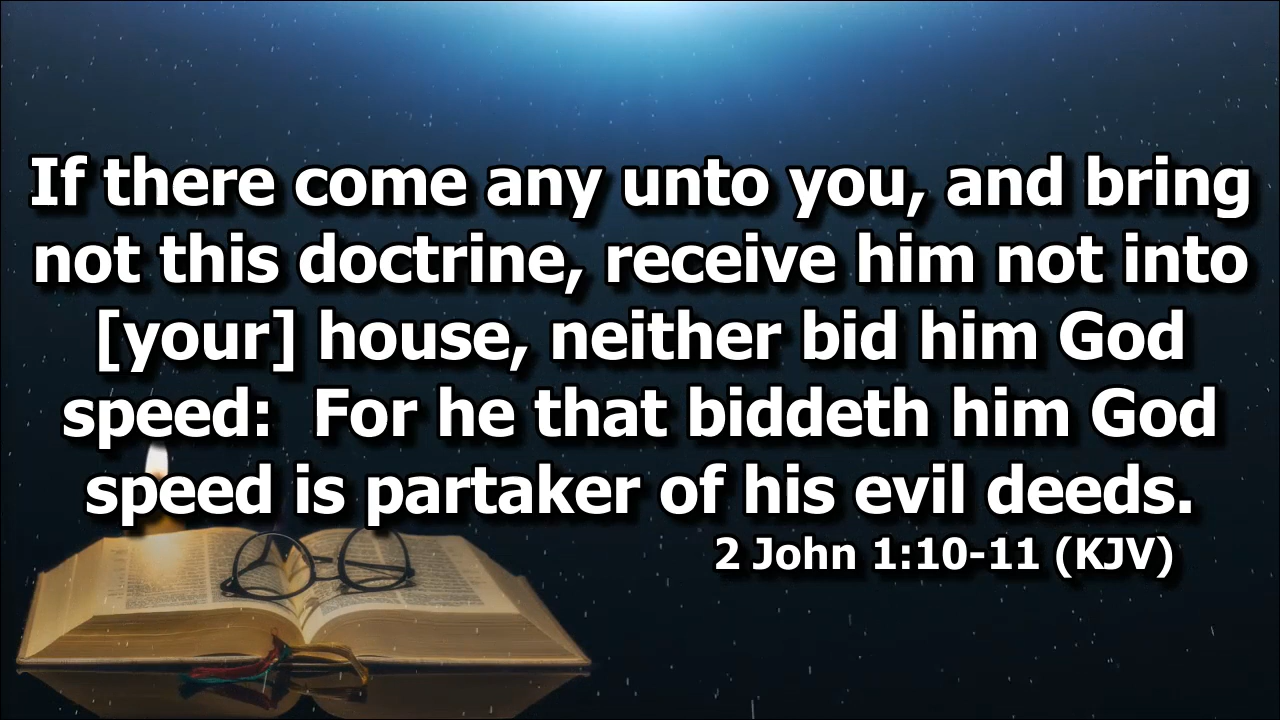 If there come any unto you, and bring
not this doctrine, receive him not into
[your] house, neither bid him God
speed:  For he that biddeth him God
speed is partaker of his evil deeds.
2 John 1:10-11 (KJV)